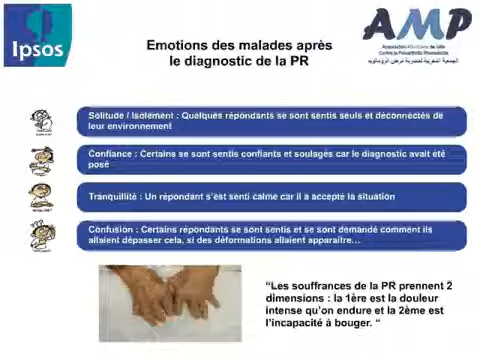 Ipsos
AMP
Association Marocaine de lutte
Contre la Polyarthrite Rhumatoïde
الجمعية المغربية لمحاربة مرض الروماتويد
Emotions des malades après
le diagnostic de la PR
Solitude / Isolement : Quelques répondants se sont sentis seuls et déconnectés de
leur environnement
Confiance : Certains se sont sentis confiants et soulagés car le diagnostic avait été
posé
Tranquillité : Un répondant s'est senti calme car il a accepté la situation
Confusion : Certains répondants se sont sentis et se sont demandé comment ils
allaient dépasser cela, si des déformations allaient apparaitre…
“Les souffrances de la PR prennent 2
dimensions : la 1ère est la douleur
intense qu'on endure et la 2ème est
l'incapacité à bouger. “